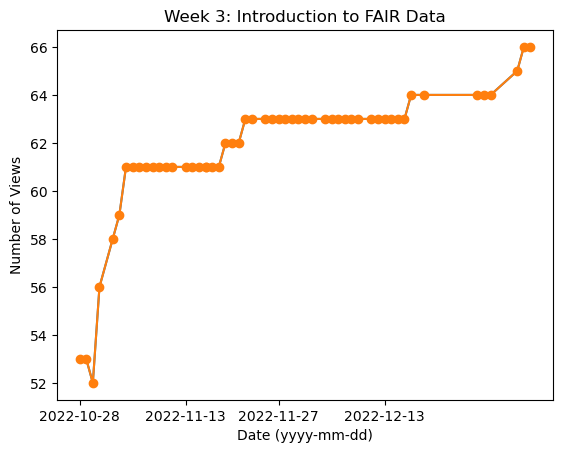 Week 3: Introduction to FAIR Data
Number of Views
66
64
62
60
58
56
54
52
2022-10-28 2022-11-13 2022-11-27 2022-12-13
Date (yyyy-mm-dd)